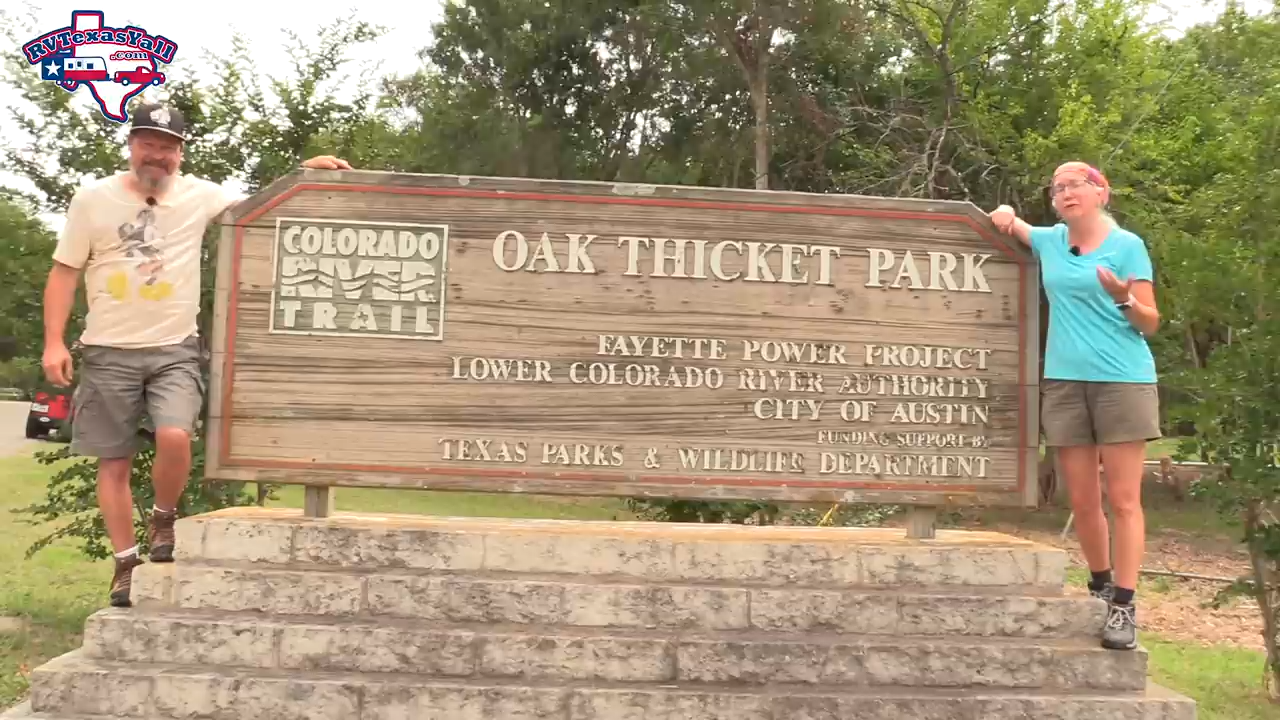 RVTexasYall
.com
COLORADO
RIVER
TRAIL
OAK THICKET PARK
FAYETTE POWER PROJECT
LOWER COLORADO RIVER AUTHORITY
CITY OF AUSTIN
FUNDING SUPPORT BY
TEXAS PARKS & WILDLIFE DEPARTMENT